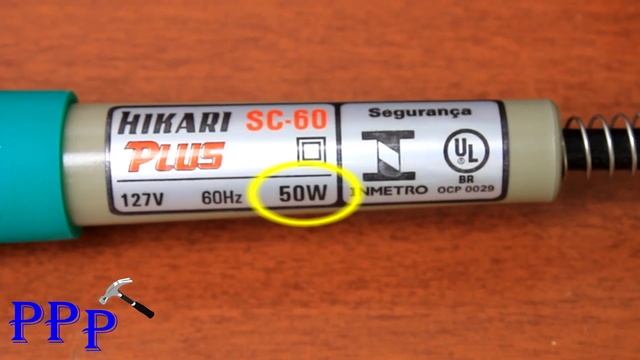 HIKARI SC-60
PLUS
127V 60Hz 50W
Segurança
UL
®
BR
INMETRO OCP 0029
PPP